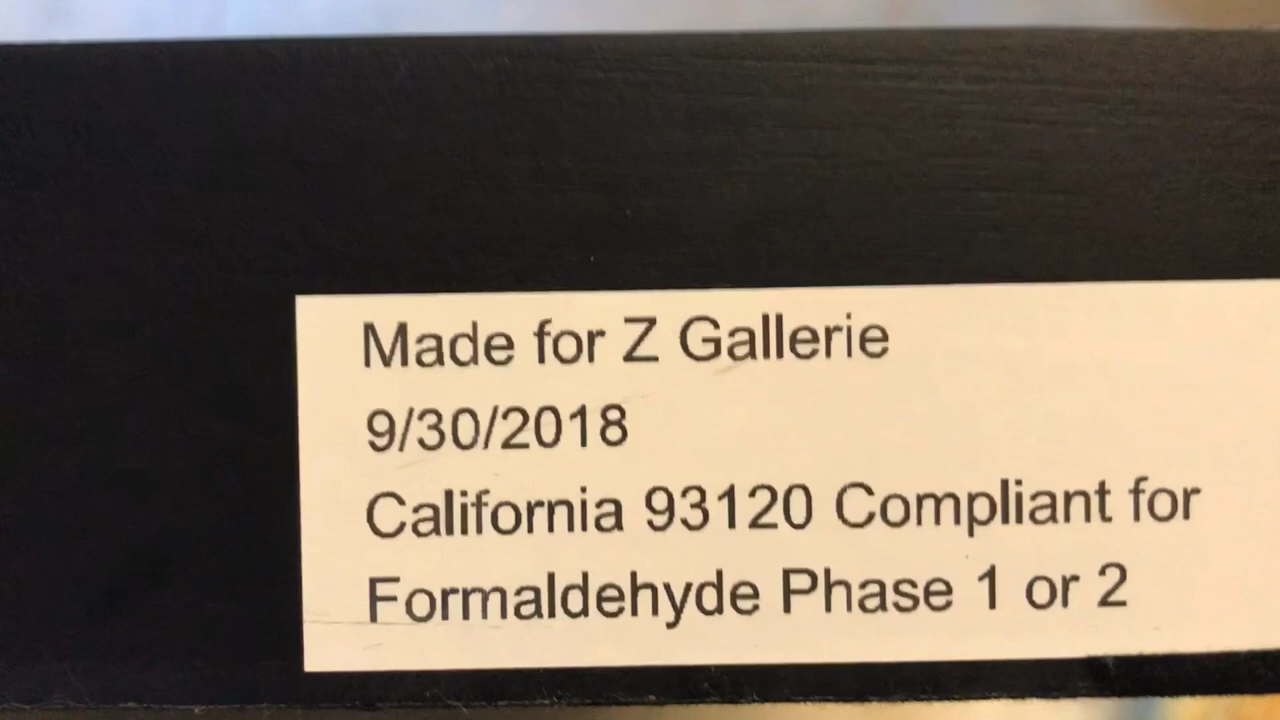 Made for Z Gallerie
9/30/2018
California 93120 Compliant for
Formaldehyde Phase 1 or 2